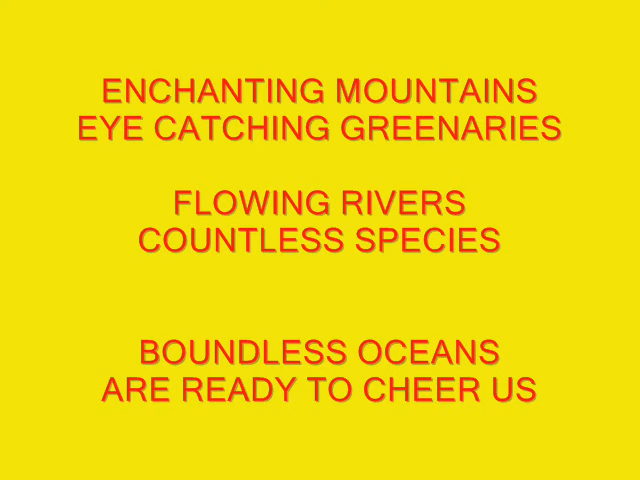 ENCHANTING MOUNTAINS
EYE CATCHING GREENARIES
FLOWING RIVERS
COUNTLESS SPECIES
BOUNDLESS OCEANS
ARE READY TO CHEER US